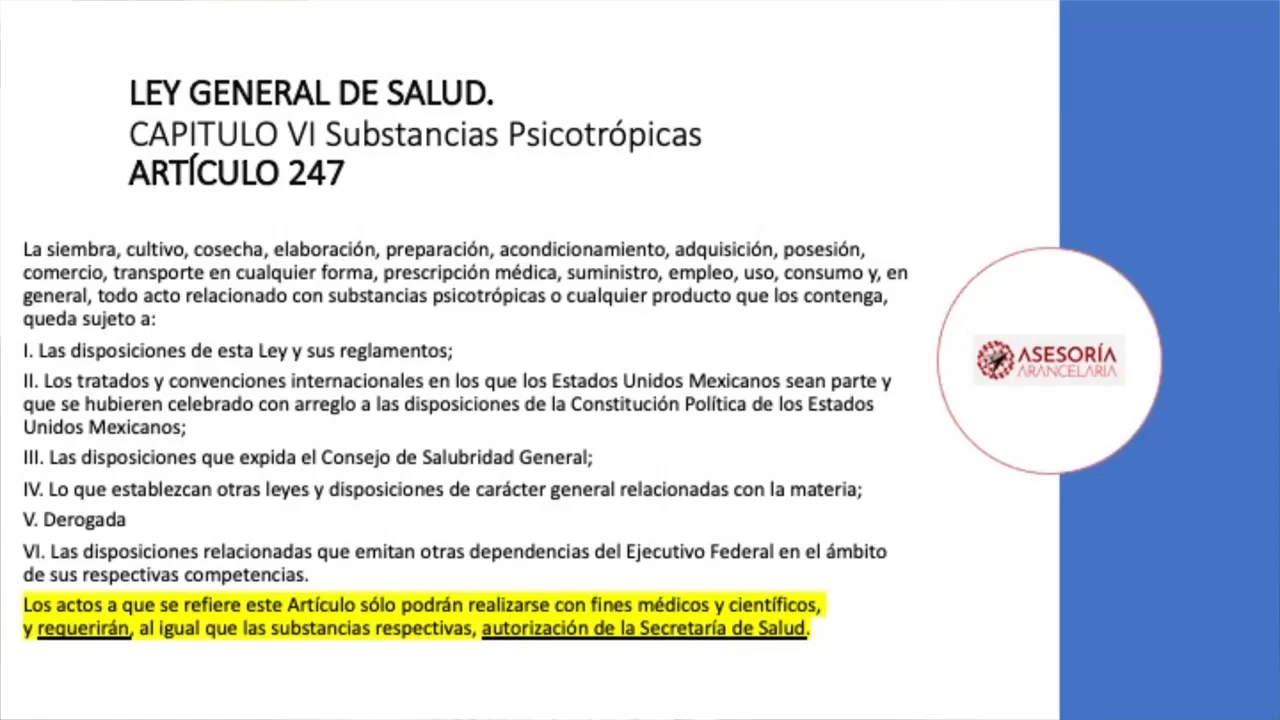 LEY GENERAL DE SALUD.
CAPITULO VI Substancias Psicotrópicas
ARTÍCULO 247
La siembra, cultivo, cosecha, elaboración, preparación, acondicionamiento, adquisición, posesión,
comercio, transporte en cualquier forma, prescripción médica, suministro, empleo, uso, consumo y, en
general, todo acto relacionado con substancias psicotrópicas o cualquier producto que los contenga,
queda sujeto a:
I. Las disposiciones de esta Ley y sus reglamentos;
II. Los tratados y convenciones internacionales en los que los Estados Unidos Mexicanos sean parte y
que se hubieren celebrado con arreglo a las disposiciones de la Constitución Política de los Estados
Unidos Mexicanos;
III. Las disposiciones que expida el Consejo de Salubridad General;
IV. Lo que establezcan otras leyes y disposiciones de carácter general relacionadas con la materia;
V. Derogada
VI. Las disposiciones relacionadas que emitan otras dependencias del Ejecutivo Federal en el ámbito
de sus respectivas competencias.
Los actos a que se refiere este Artículo sólo podrán realizarse con fines médicos y científicos,
y requerirán, al igual que las substancias respectivas, autorización de la Secretaría de Salud.
ASESORÍA
ARANCELARIA